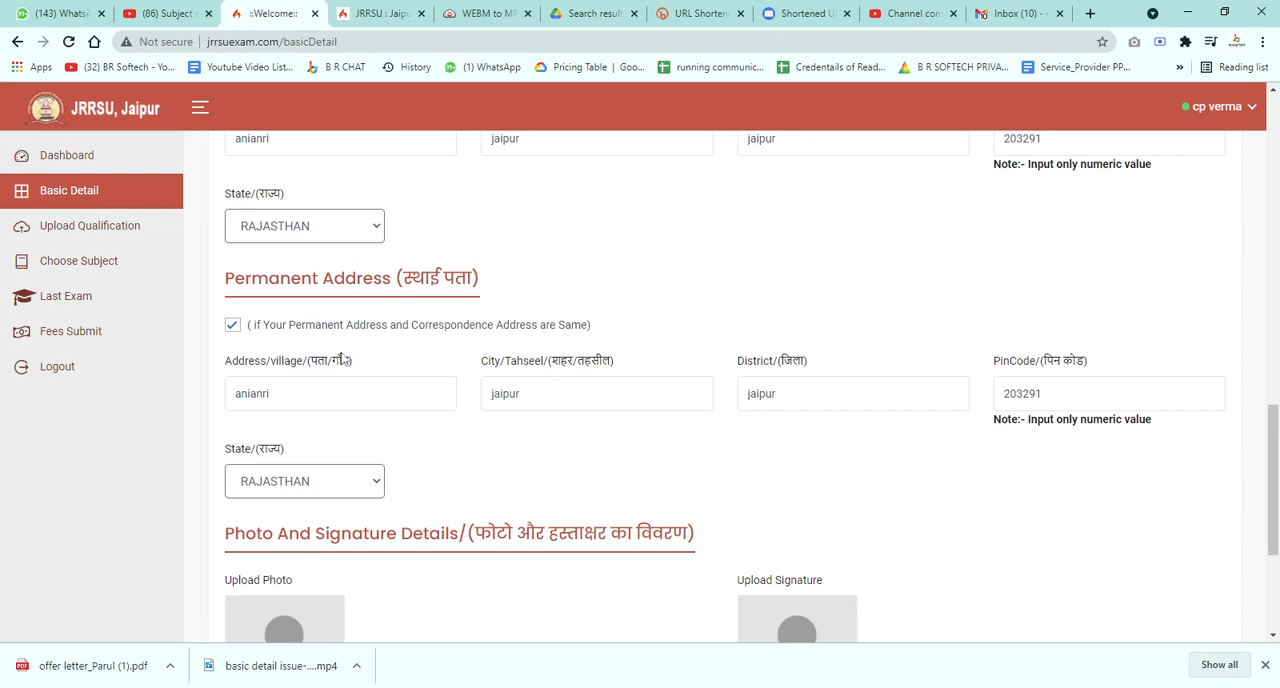 (143) WhatsA
(86) Subject s
::Welcome::
JRRSU : Jaipu
WEBM to MP
Search result
URL Shortene
Shortened U
Channel cont
Inbox (10) - c
Not secure
jrrsuexam.com/basicDetail
Apps
(32) BR Softech - Yo...
Youtube Video List...
B R CHAT
History
(1) WhatsApp
Pricing Table | Goo...
running communic...
Credentails of Read...
B R SOFTECH PRIVA...
Service_Provider PP...
»
Reading list
JRRSU, Jaipur
cp verma
Dashboard
Basic Detail
Upload Qualification
Choose Subject
Last Exam
Fees Submit
Logout
anianri
jaipur
jaipur
203291
Note:- Input only numeric value
State/(राज्य)
RAJASTHAN
Permanent Address (स्थाई पता)
( if Your Permanent Address and Correspondence Address are Same)
Address/village/(पता/
City/Tahseel/(शहर/तहसील)
District/(जिला)
PinCode/(पिन कोड)
anianri
jaipur
jaipur
203291
Note:- Input only numeric value
State/(राज्य)
RAJASTHAN
Photo And Signature Details/(फोटो और हस्ताक्षर का विवरण)
Upload Photo
Upload Signature
offer letter_Parul (1).pdf
basic detail issue-....mp4
Show all